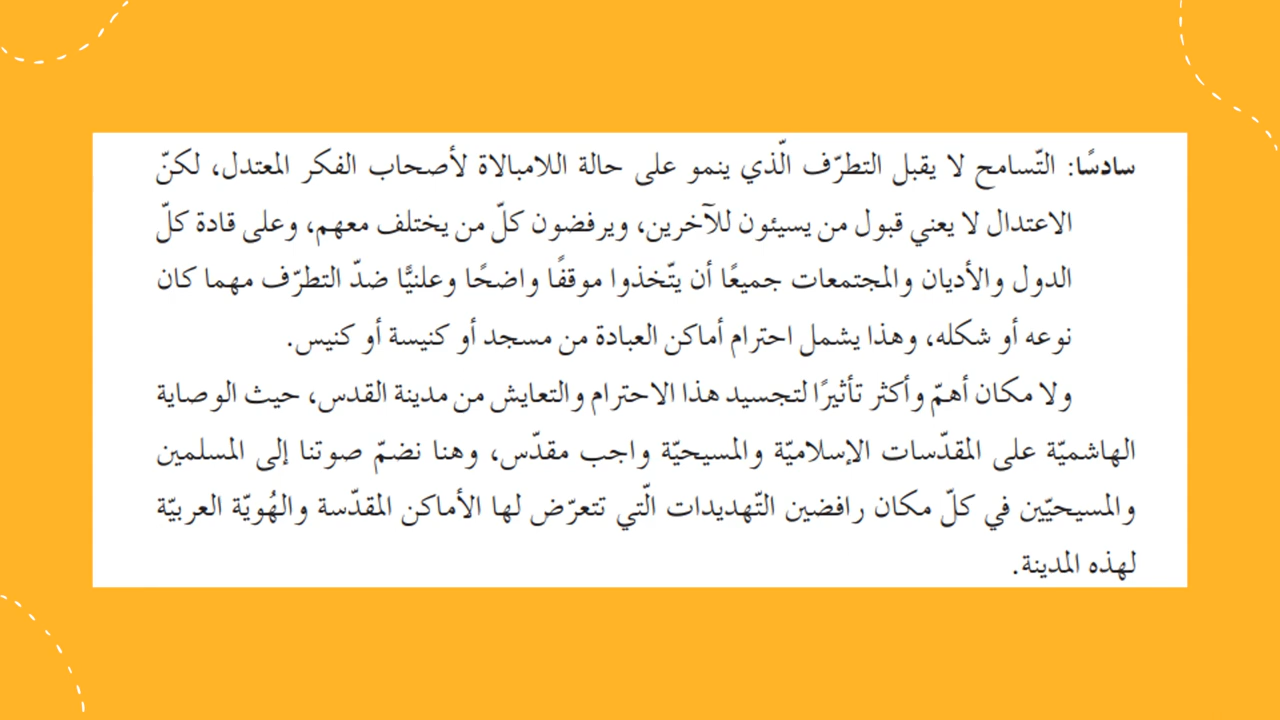 سادسًا: التّسامح لا يقبل التطرّف الّذي ينمو على حالة اللامبالاة لأصحاب الفكر المعتدل، لكنّ
الاعتدال لا يعني قبول من يسيئون للآخرين، ويرفضون كلّ من يختلف معهم، وعلى قادة كلّ
الدول والأديان والمجتمعات جميعًا أن يتّخذوا موقفًا واضحًا وعلنيًّا ضدّ التطرّف مهما كان
نوعه أو شكله، وهذا يشمل احترام أماكن العبادة من مسجد أو كنيسة أو كنيس.
ولا مكان أهمّ وأكثر تأثيرًا لتجسيد هذا الاحترام والتعايش من مدينة القدس، حيث الوصاية
الهاشميّة على المقدّسات الإسلاميّة والمسيحيّة واجب مقدّس، وهنا نضمّ صوتنا إلى المسلمين
والمسيحيّين في كلّ مكان رافضين التّهديدات الّتي تتعرّض لها الأماكن المقدّسة والهُويّة العربيّة
لهذه المدينة.